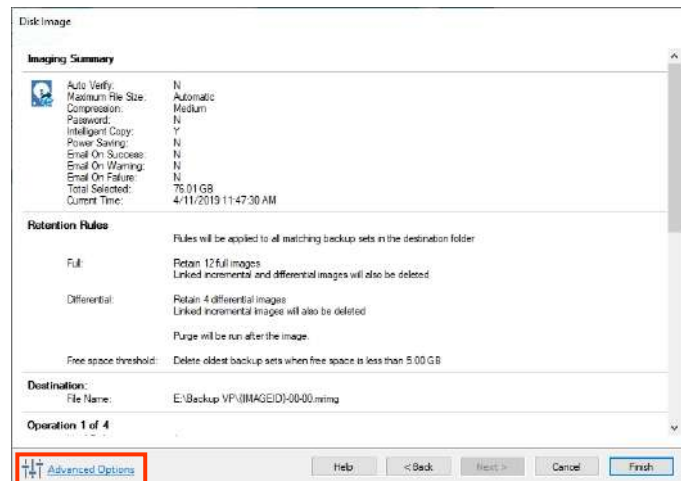 Disk Image
Imaging Summary
Auto Verify: N
Maximum File Size: Automatic
Compression: Medium
Password: N
Intelligent Copy: Y
Power Saving: N
Email On Success: N
Email On Warning: N
Email On Failure: N
Total Selected: 76.01 GB
Current Time: 4/11/2019 11:47:30 AM
Retention Rules
Rules will be applied to all matching backup sets in the destination folder
Full: Retain 12 full images
Linked incremental and differential images will also be deleted
Differential: Retain 4 differential images
Linked incremental images will also be deleted
Purge will be run after the image.
Free space threshold: Delete oldest backup sets when free space is less than 5.00 GB
Destination:
File Name: E:\Backup VP\{IMAGEID}-00-00.mrimg
Operation 1 of 4
Advanced Options
Help
< Back
Next >
Cancel
Finish